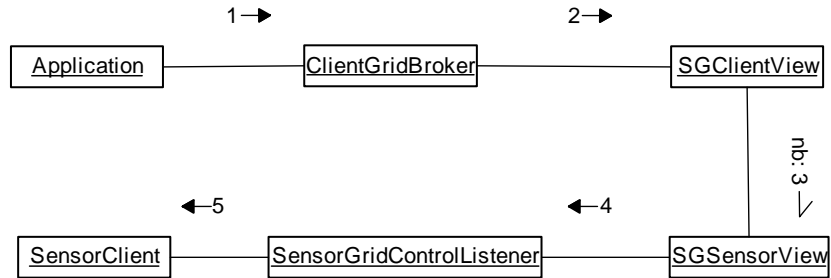 1
2
Application
ClientGridBroker
SGClientView
nb: 3
5
4
SensorClient
SensorGridControlListener
SGSensorView